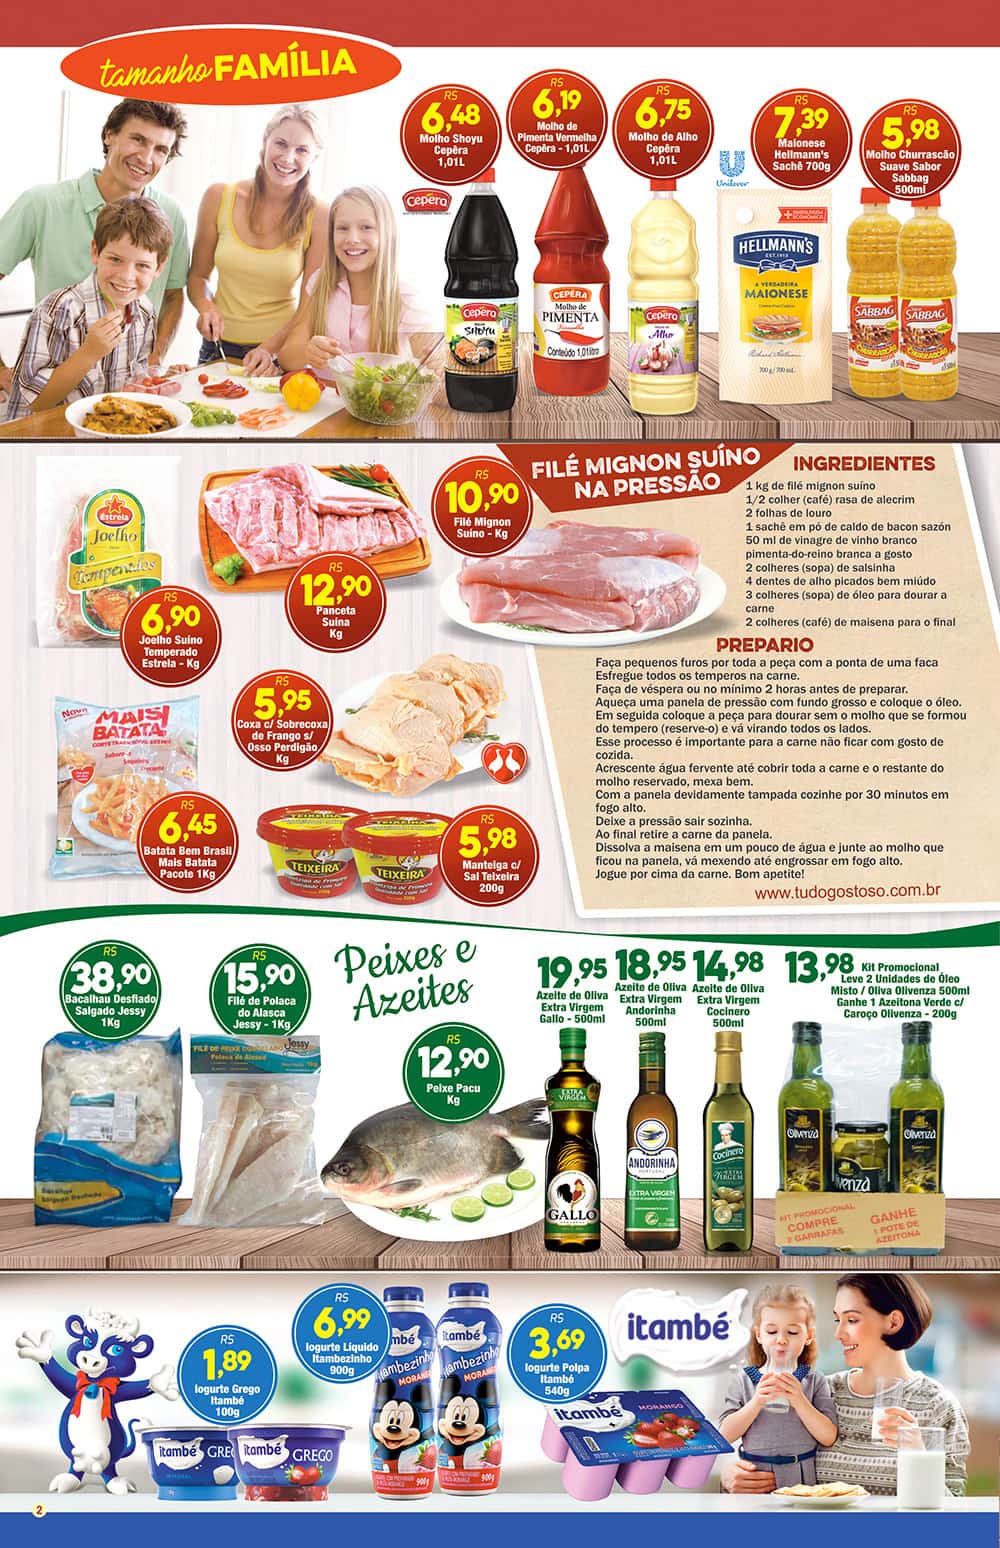 tamanho FAMÍLIA
R$
6,48
Molho Shoyu
Cepêra
1,01L
R$
6,19
Molho de
Pimenta Vermelha
Cepêra - 1,01L
R$
6,75
Molho de Alho
Cepêra
1,01L
R$
7,39
Maionese
Hellmann's
Sachê 700g
R$
5,98
Molho Churrascão
Suave Sabor
Sabbag
500ml
Cepêra
Unilever
Cepêra
SHOYU
CEPÊRA
Molho de
PIMENTA
Vermelha
Conteúdo 1,01litro
Cepêra
Alho
HELLMANN'S
EST. 1913
A VERDADEIRA
MAIONESE
700 g / 700 mL
SABBAG
CHURRASCÃO
SABBAG
CHURRASCÃO
Estrela
Joelho
Temperados
R$
6,90
Joelho Suíno
Temperado
Estrela - Kg
R$
12,90
Panceta
Suína
Kg
R$
10,90
Filé Mignon
Suíno - Kg
FILÉ MIGNON SUÍNO
NA PRESSÃO
INGREDIENTES
1 kg de filé mignon suíno
1/2 colher (café) rasa de alecrim
2 folhas de louro
1 sachê em pó de caldo de bacon sazón
50 ml de vinagre de vinho branco
pimenta-do-reino branca a gosto
2 colheres (sopa) de salsinha
4 dentes de alho picados bem miúdo
3 colheres (sopa) de óleo para dourar a
carne
2 colheres (café) de maisena para o final
PREPARIO
Faça pequenos furos por toda a peça com a ponta de uma faca
Esfregue todos os temperos na carne.
Faça de véspera ou no mínimo 2 horas antes de preparar.
Aqueça uma panela de pressão com fundo grosso e coloque o óleo.
Em seguida coloque a peça para dourar sem o molho que se formou
do tempero (reserve-o) e vá virando todos os lados.
Esse processo é importante para a carne não ficar com gosto de
cozida.
Acrescente água fervente até cobrir toda a carne e o restante do
molho reservado, mexa bem.
Com a panela devidamente tampada cozinhe por 30 minutos em
fogo alto.
Deixe a pressão sair sozinha.
Ao final retire a carne da panela.
Dissolva a maisena em um pouco de água e junte ao molho que
ficou na panela, vá mexendo até engrossar em fogo alto.
Jogue por cima da carne. Bom apetite!
www.tudogostoso.com.br
R$
5,95
Coxa c/ Sobrecoxa
de Frango s/
Osso Perdigão
Kg
MAIS
BATATA!
R$
6,45
Batata Bem Brasil
Mais Batata
Pacote 1Kg
TEIXEIRA
TEIXEIRA
TEIXEIRA
TEIXEIRA
R$
5,98
Manteiga c/
Sal Teixeira
200g
Peixes e
Azeites
R$
38,90
Bacalhau Desfiado
Salgado Jessy
1Kg
R$
15,90
Filé de Polaca
do Alasca
Jessy - 1Kg
R$
12,90
Peixe Pacu
Kg
19,95
Azeite de Oliva
Extra Virgem
Gallo - 500ml
18,95
Azeite de Oliva
Extra Virgem
Andorinha
500ml
14,98
Azeite de Oliva
Extra Virgem
Cocinero
500ml
13,98
Kit Promocional
Leve 2 Unidades de Óleo
Misto / Oliva Olivenza 500ml
Ganhe 1 Azeitona Verde c/
Caroço Olivenza - 200g
Jessy
EXTRA
VIRGEM
GALLO
ANDORINHA
PORTUGAL
EXTRA VIRGEM
Cocinero
EXTRA
VIRGEM
Olivenza
Olivenza
Olivenza
KIT PROMOCIONAL
COMPRE
2 GARRAFAS
GANHE
1 POTE DE
AZEITONA
R$
1,89
Iogurte Grego
Itambé
100g
R$
6,99
Iogurte Líquido
Itambezinho
900g
R$
3,69
Iogurte Polpa
Itambé
540g
itambé
itambé
GREGO
itambé
GREGO
itambé
itambezinho
MORANGO
900g
itambé
itambezinho
MORANGO
900g
itambé
MORANGO
2